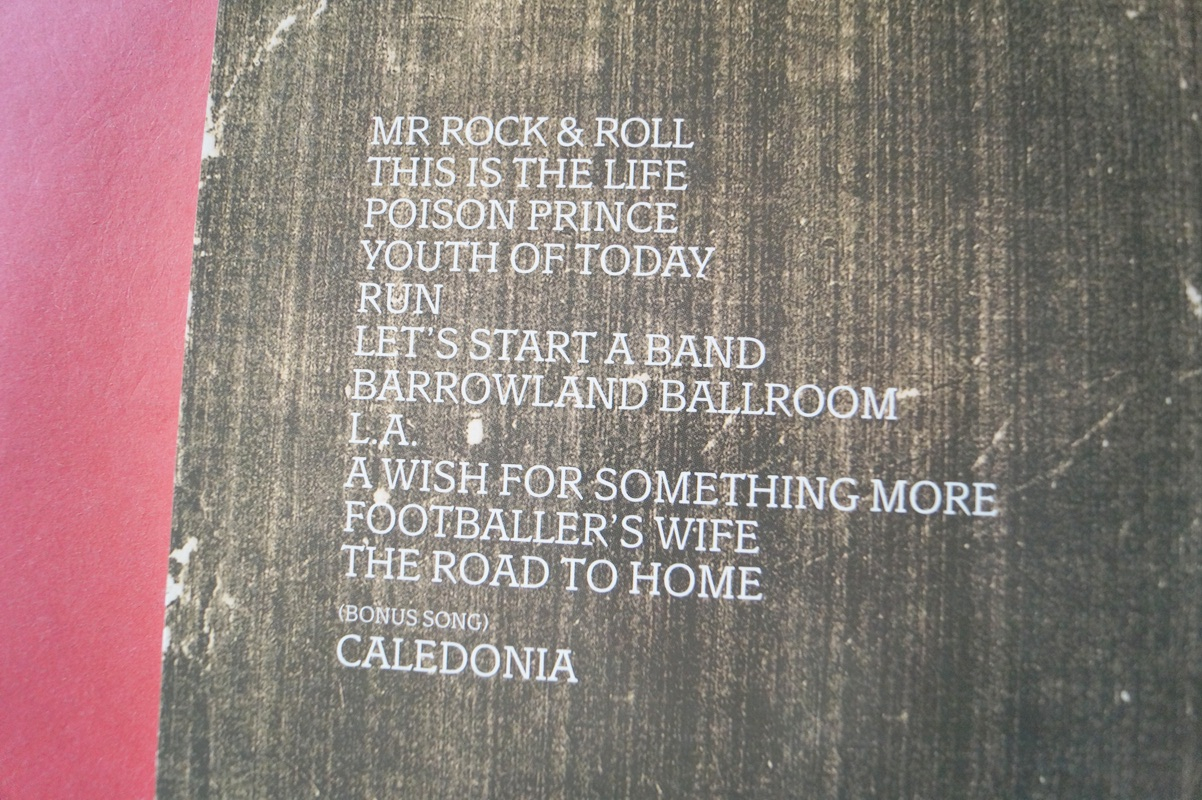 MR ROCK & ROLL
THIS IS THE LIFE
POISON PRINCE
YOUTH OF TODAY
RUN
LET'S START A BAND
BARROWLAND BALLROOM
L.A.
A WISH FOR SOMETHING MORE
FOOTBALLER'S WIFE
THE ROAD TO HOME
(BONUS SONG)
CALEDONIA